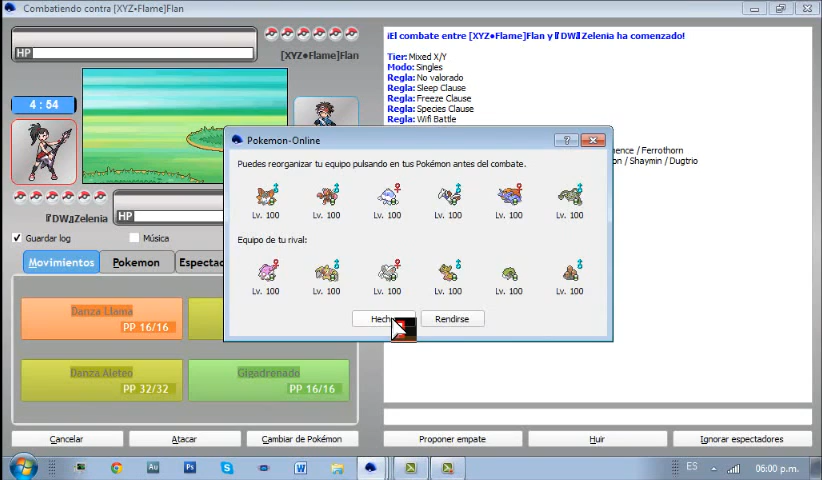 Combatiendo contra [XYZ•Flame]Flan
HP
[XYZ•Flame]Flan
4 : 54
『DW』Zelenia
HP
Guardar log
Música
Movimientos
Pokemon
Espectad
Danza Llama
PP 16/16
Danza Aleteo
PP 32/32
Gigadrenado
PP 16/16
Cancelar
Atacar
Cambiar de Pokémon
¡El combate entre [XYZ•Flame]Flan y 『DW』Zelenia ha comenzado!
Tier: Mixed X/Y
Modo: Singles
Regla: No valorado
Regla: Sleep Clause
Regla: Freeze Clause
Regla: Species Clause
Regla: Wifi Battle
mence / Ferrothorn
on / Shaymin / Dugtrio
Pokemon-Online
Puedes reorganizar tu equipo pulsando en tus Pokémon antes del combate.
Lv. 100 Lv. 100 Lv. 100 Lv. 100 Lv. 100 Lv. 100
Equipo de tu rival:
Lv. 100 Lv. 100 Lv. 100 Lv. 100 Lv. 100 Lv. 100
Hech
Rendirse
Proponer empate
Huir
Ignorar espectadores
Au
Ps
S
W
ES
06:00 p.m.